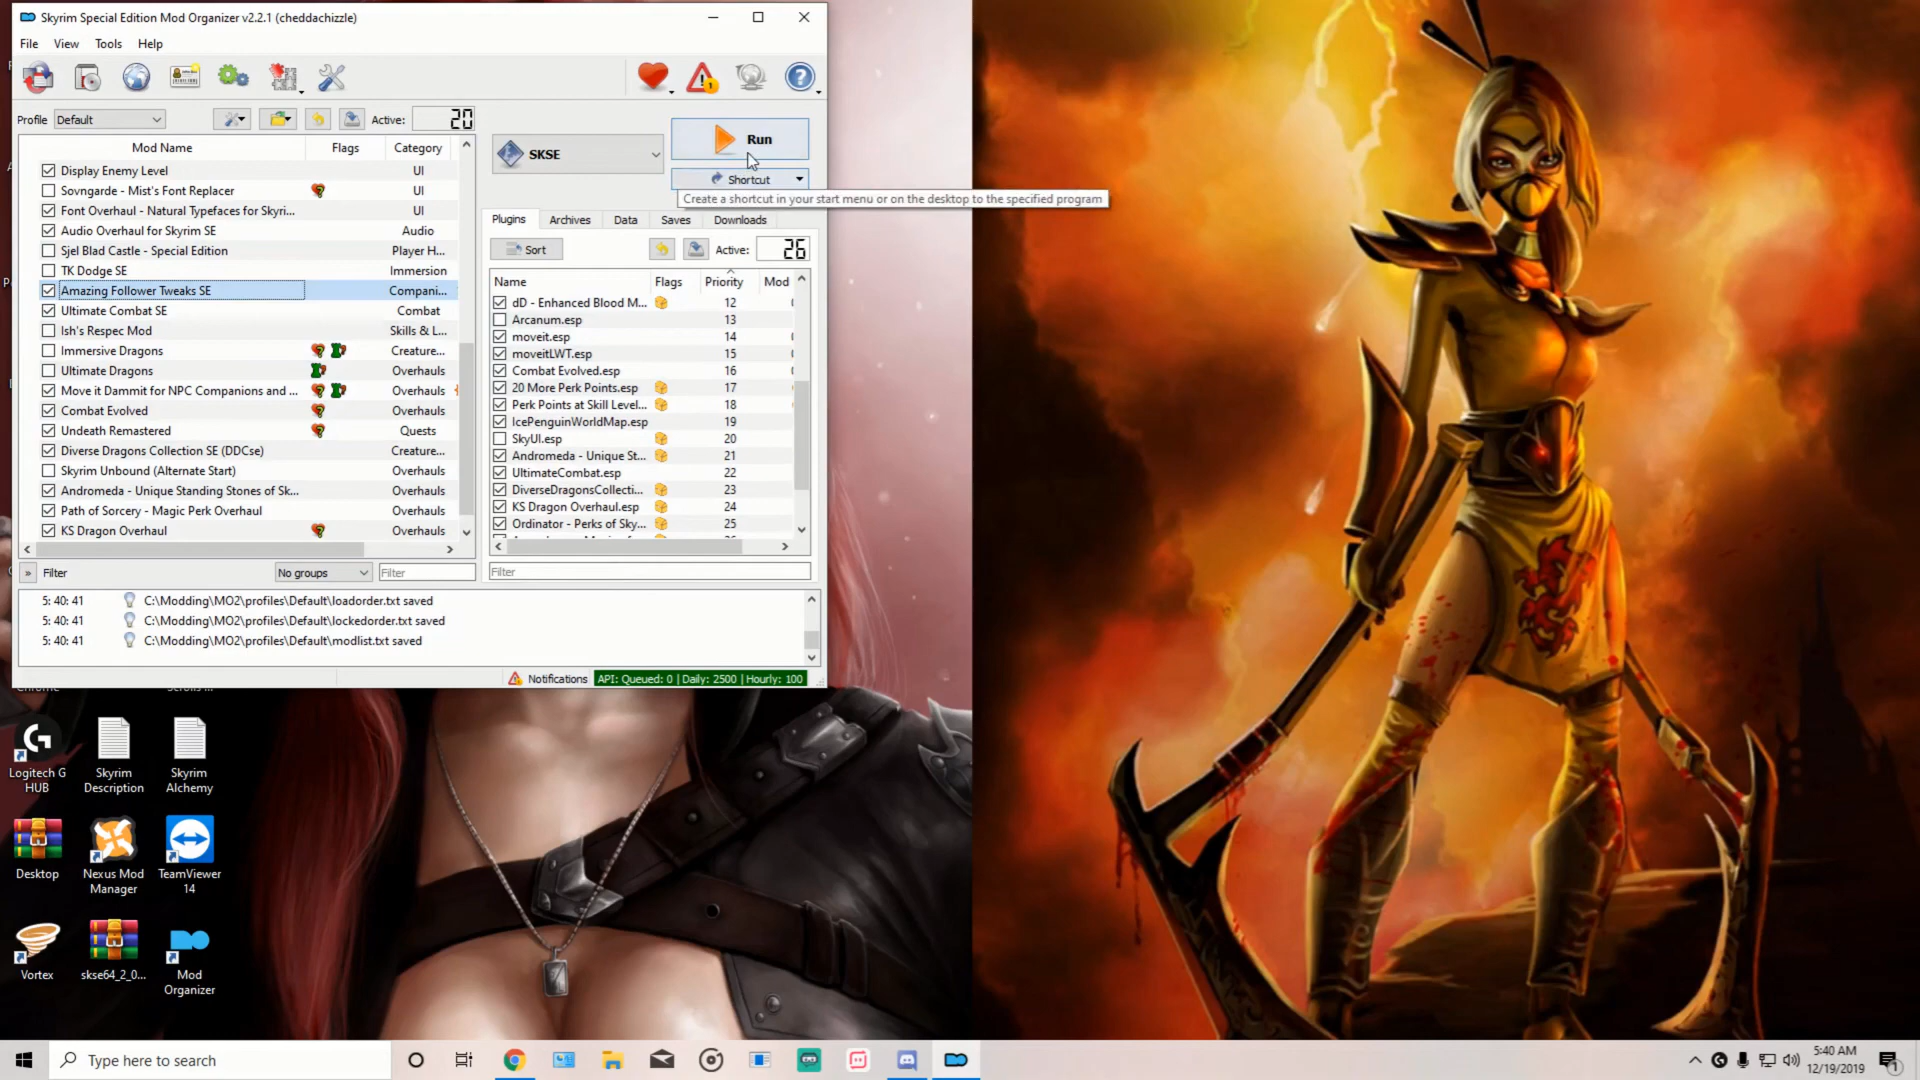 Skyrim Special Edition Mod Organizer v2.2.1 (cheddachizzle)
File View Tools Help
Profile Default Active: 20
Mod Name Flags Category
Display Enemy Level UI
Sovngarde - Mist's Font Replacer UI
Font Overhaul - Natural Typefaces for Skyri... UI
Audio Overhaul for Skyrim SE Audio
Sjel Blad Castle - Special Edition Player H...
TK Dodge SE Immersion
Amazing Follower Tweaks SE Compani...
Ultimate Combat SE Combat
Ish's Respec Mod Skills & L...
Immersive Dragons Creature...
Ultimate Dragons Overhauls
Move it Dammit for NPC Companions and ... Overhauls
Combat Evolved Overhauls
Undeath Remastered Quests
Diverse Dragons Collection SE (DDCse) Creature...
Skyrim Unbound (Alternate Start) Overhauls
Andromeda - Unique Standing Stones of Sk... Overhauls
Path of Sorcery - Magic Perk Overhaul Overhauls
KS Dragon Overhaul Overhauls
» Filter No groups Filter
SKSE
Run
Shortcut
Create a shortcut in your start menu or on the desktop to the specified program
Plugins Archives Data Saves Downloads
Sort Active: 26
Name Flags Priority Mod
dD - Enhanced Blood M... 12
Arcanum.esp 13
moveit.esp 14
moveitLWT.esp 15
Combat Evolved.esp 16
20 More Perk Points.esp 17
Perk Points at Skill Level... 18
IcePenguinWorldMap.esp 19
SkyUI.esp 20
Andromeda - Unique St... 21
UltimateCombat.esp 22
DiverseDragonsCollecti... 23
KS Dragon Overhaul.esp 24
Ordinator - Perks of Sky... 25
Filter
5: 40: 41 C:\Modding\MO2\profiles\Default\loadorder.txt saved
5: 40: 41 C:\Modding\MO2\profiles\Default\lockedorder.txt saved
5: 40: 41 C:\Modding\MO2\profiles\Default\modlist.txt saved
Notifications API: Queued: 0 | Daily: 2500 | Hourly: 100
Logitech G HUB
Skyrim Description
Skyrim Alchemy
Desktop
Nexus Mod Manager
TeamViewer 14
Vortex
skse64_2_0...
Mod Organizer
Type here to search
5:40 AM
12/19/2019
1